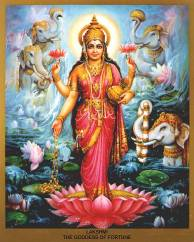 LAKSHMI
THE GODDESS OF FORTUNE